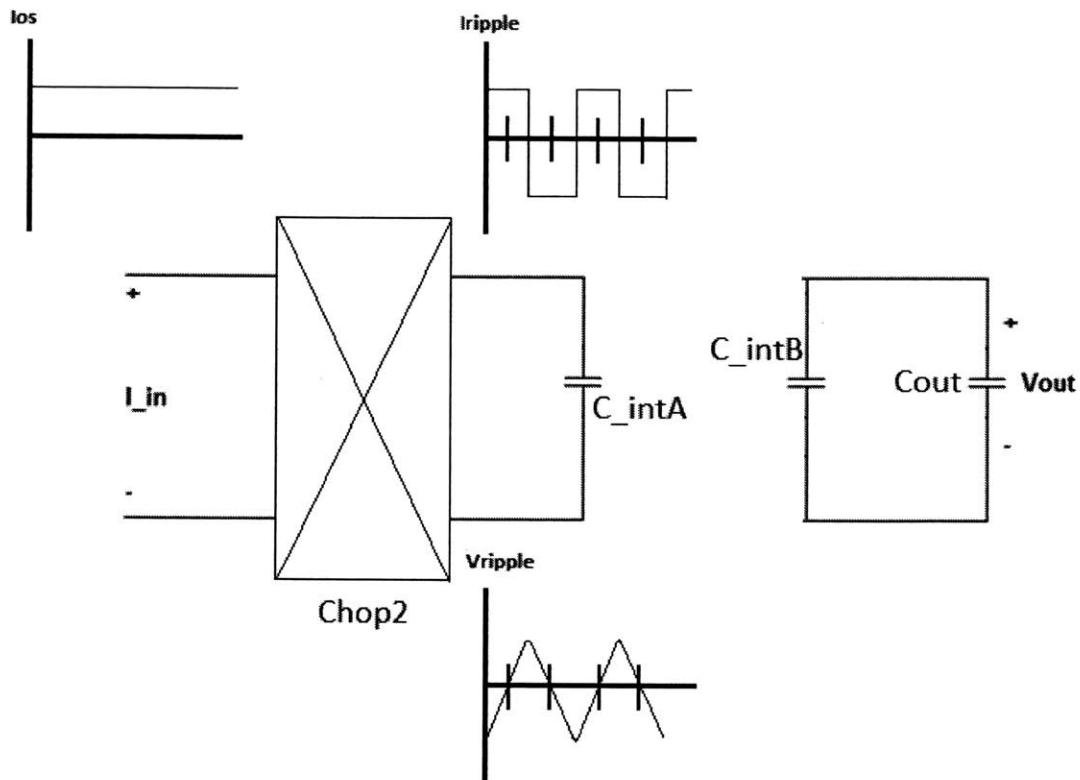 Ios
Iripple
+
I_in
-
C_intA
C_intB
Cout
+
Vout
-
Chop2
Vripple